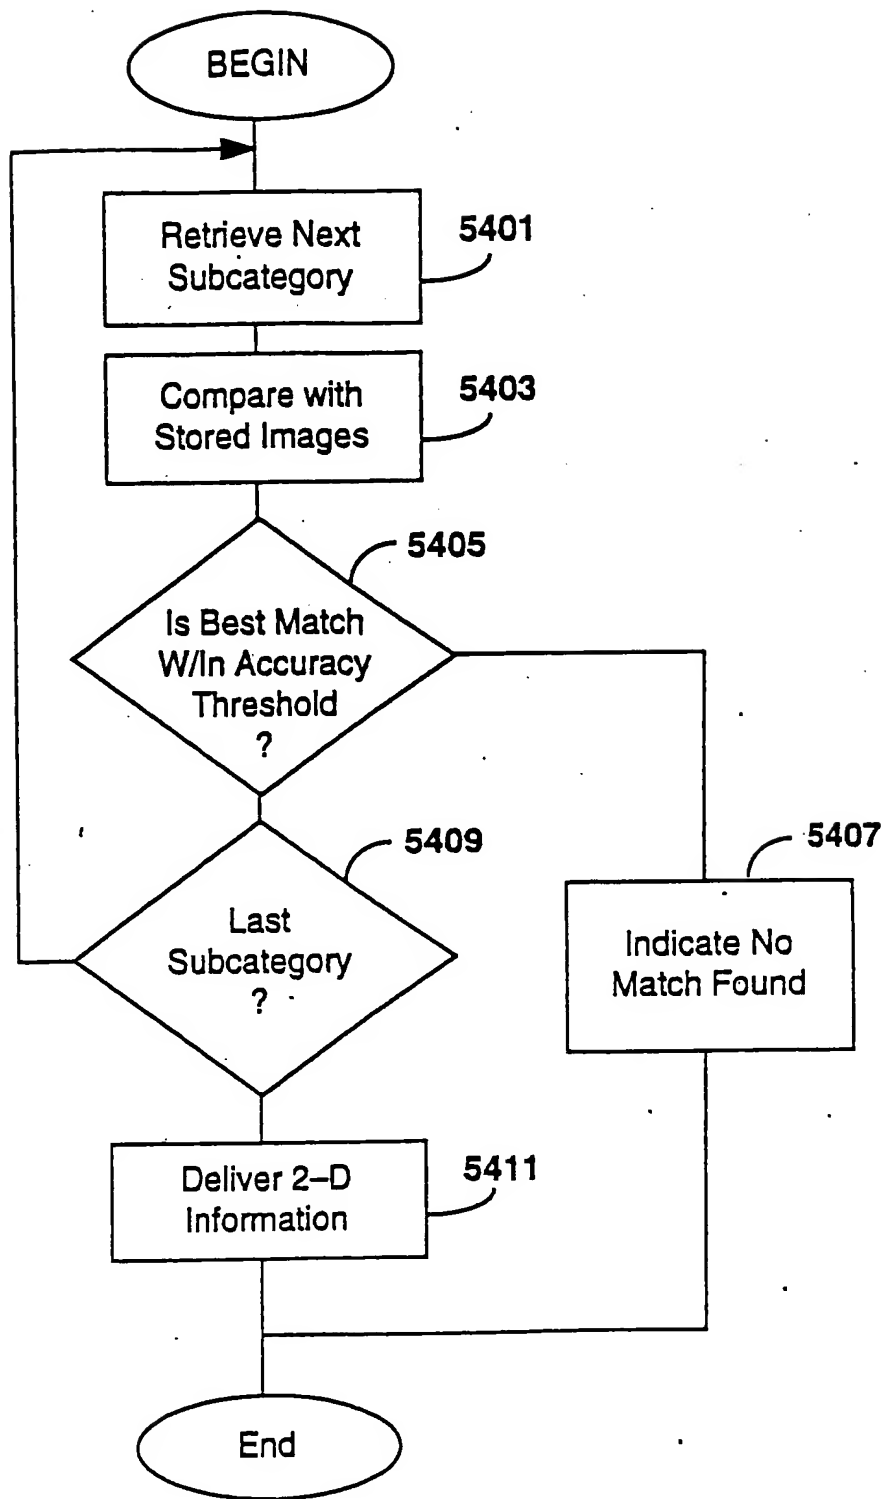 BEGIN
Retrieve Next
Subcategory
5401
Compare with
Stored Images
5403
5405
Is Best Match
W/In Accuracy
Threshold
?
5409
Last
Subcategory
?
5407
Indicate No
Match Found
Deliver 2-D
Information
5411
End